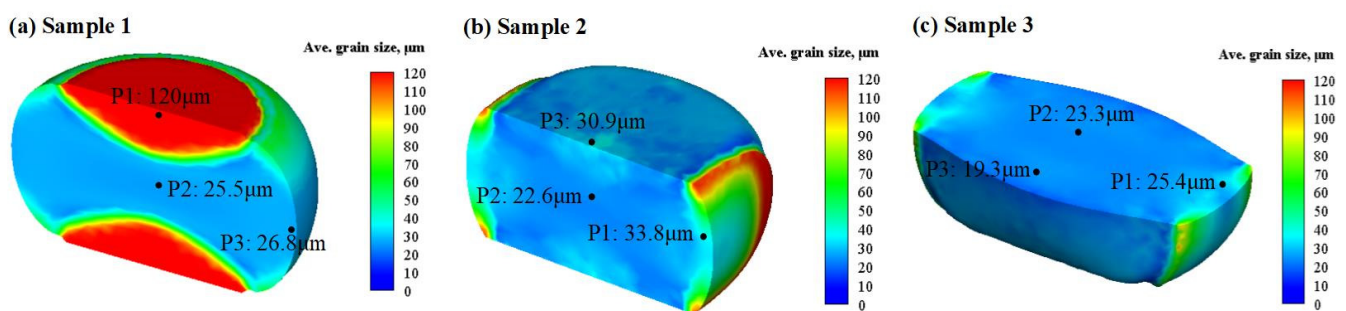 (a) Sample 1
Ave. grain size, μm
120
110
100
90
80
70
60
50
40
30
20
10
0
P1: 120μm
P2: 25.5μm
P3: 26.8μm
(b) Sample 2
Ave. grain size, μm
120
110
100
90
80
70
60
50
40
30
20
10
0
P3: 30.9μm
P2: 22.6μm
P1: 33.8μm
(c) Sample 3
Ave. grain size, μm
120
110
100
90
80
70
60
50
40
30
20
10
0
P2: 23.3μm
P3: 19.3μm
P1: 25.4μm